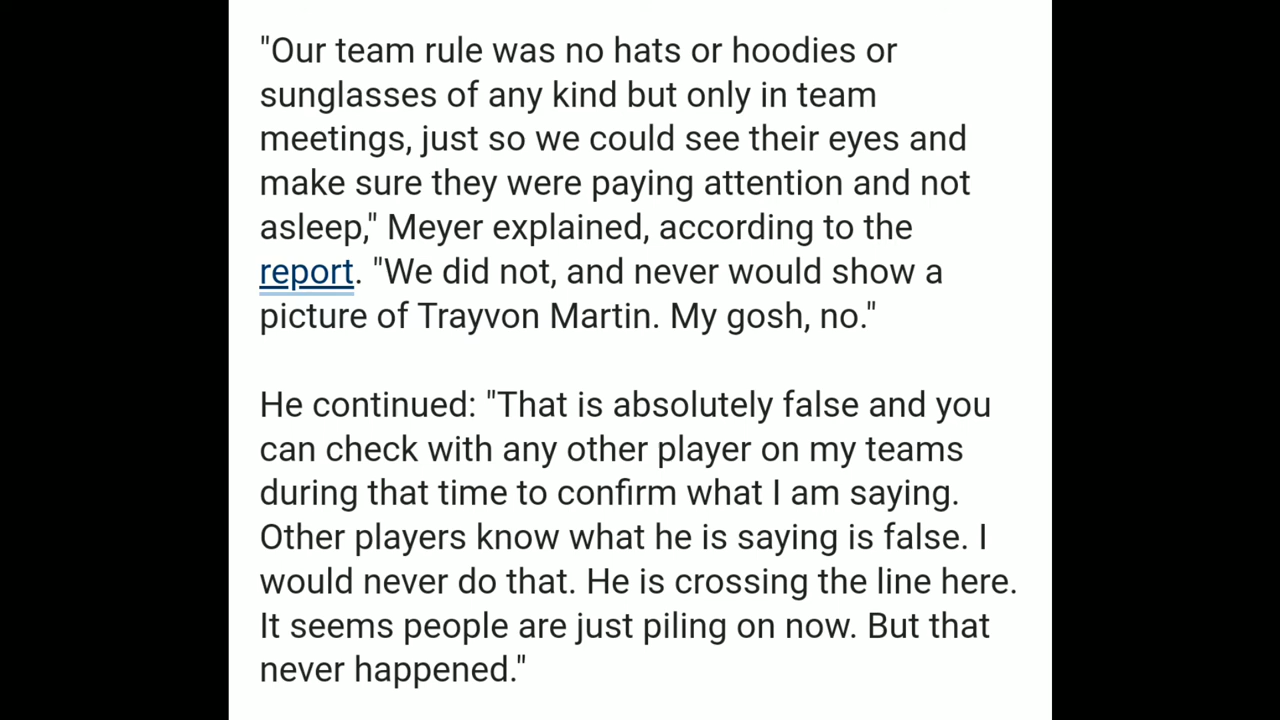 "Our team rule was no hats or hoodies or
sunglasses of any kind but only in team
meetings, just so we could see their eyes and
make sure they were paying attention and not
asleep," Meyer explained, according to the
report. "We did not, and never would show a
picture of Trayvon Martin. My gosh, no."
He continued: "That is absolutely false and you
can check with any other player on my teams
during that time to confirm what I am saying.
Other players know what he is saying is false. I
would never do that. He is crossing the line here.
It seems people are just piling on now. But that
never happened."